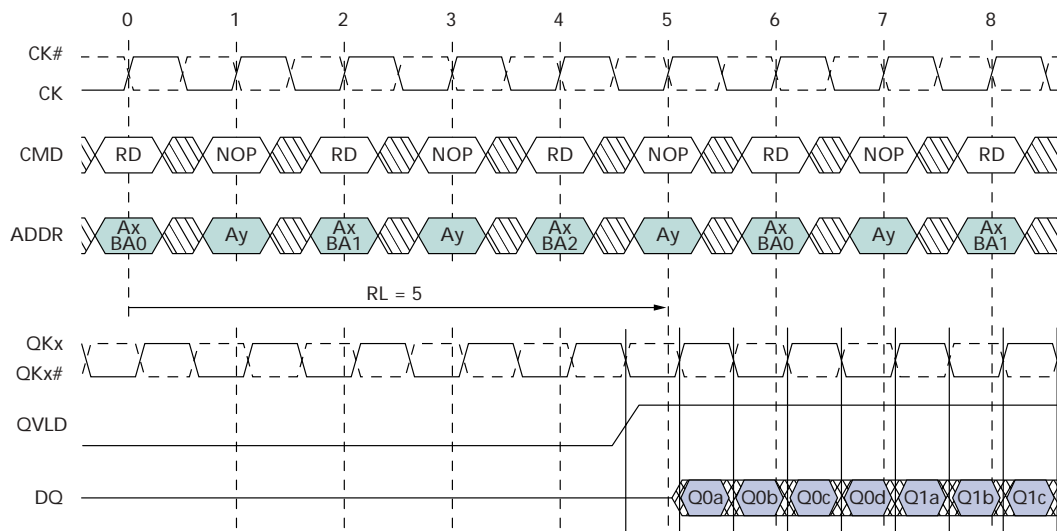 0 1 2 3 4 5 6 7 8
CK#
CK
CMD RD NOP RD NOP RD NOP RD NOP RD
ADDR Ax BA0 Ay Ax BA1 Ay Ax BA2 Ay Ax BA0 Ay Ax BA1
RL = 5
QKx
QKx#
QVLD
DQ Q0a Q0b Q0c Q0d Q1a Q1b Q1c